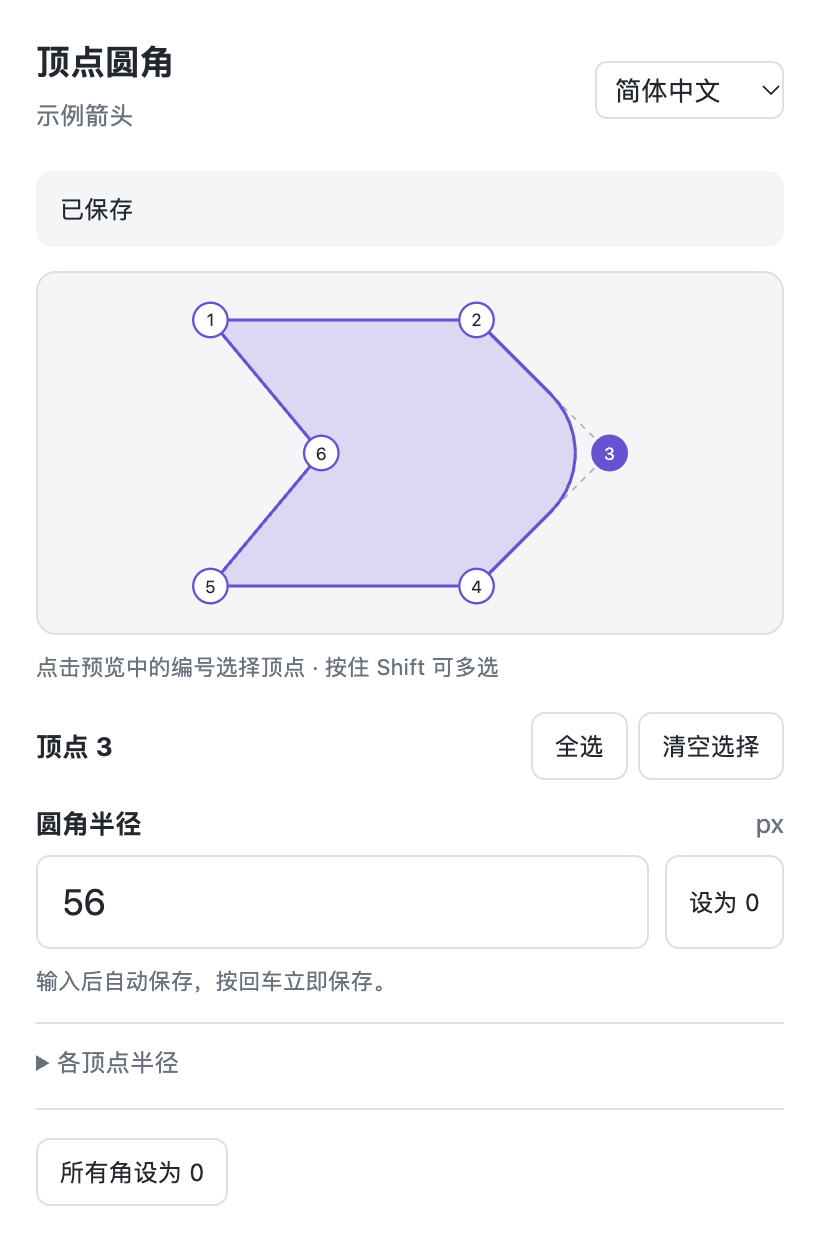 顶点圆角
简体中文
示例箭头
已保存
1
2
6
3
5
4
点击预览中的编号选择顶点 · 按住 Shift 可多选
顶点 3
全选
清空选择
圆角半径
px
56
设为 0
输入后自动保存，按回车立即保存。
各顶点半径
所有角设为 0